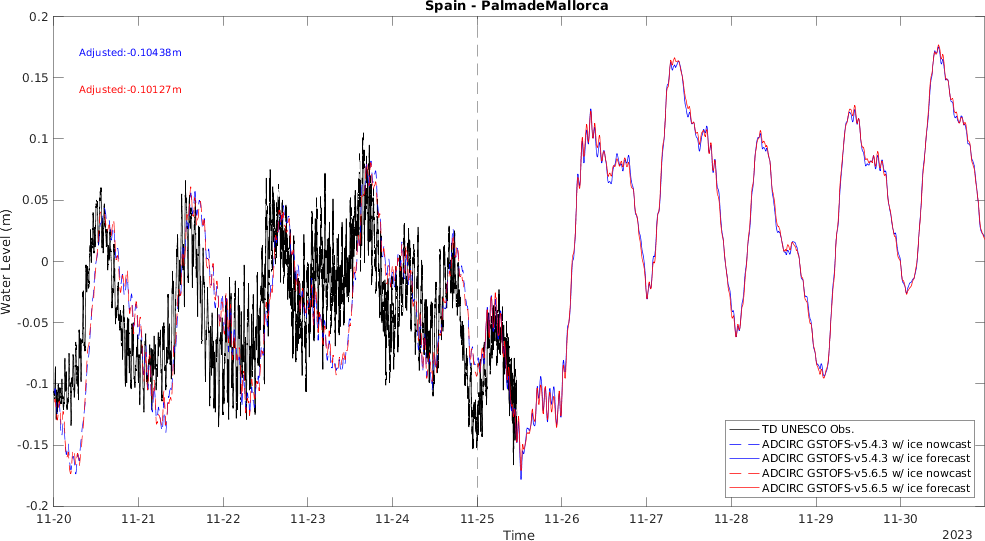 Spain - PalmadeMallorca
Adjusted:-0.10438m
Adjusted:-0.10127m
Water Level (m)
0.2
0.15
0.1
0.05
0
-0.05
-0.1
-0.15
-0.2
TD UNESCO Obs.
ADCIRC GSTOFS-v5.4.3 w/ ice nowcast
ADCIRC GSTOFS-v5.4.3 w/ ice forecast
ADCIRC GSTOFS-v5.6.5 w/ ice nowcast
ADCIRC GSTOFS-v5.6.5 w/ ice forecast
11-20 11-21 11-22 11-23 11-24 11-25 11-26 11-27 11-28 11-29 11-30
Time
2023